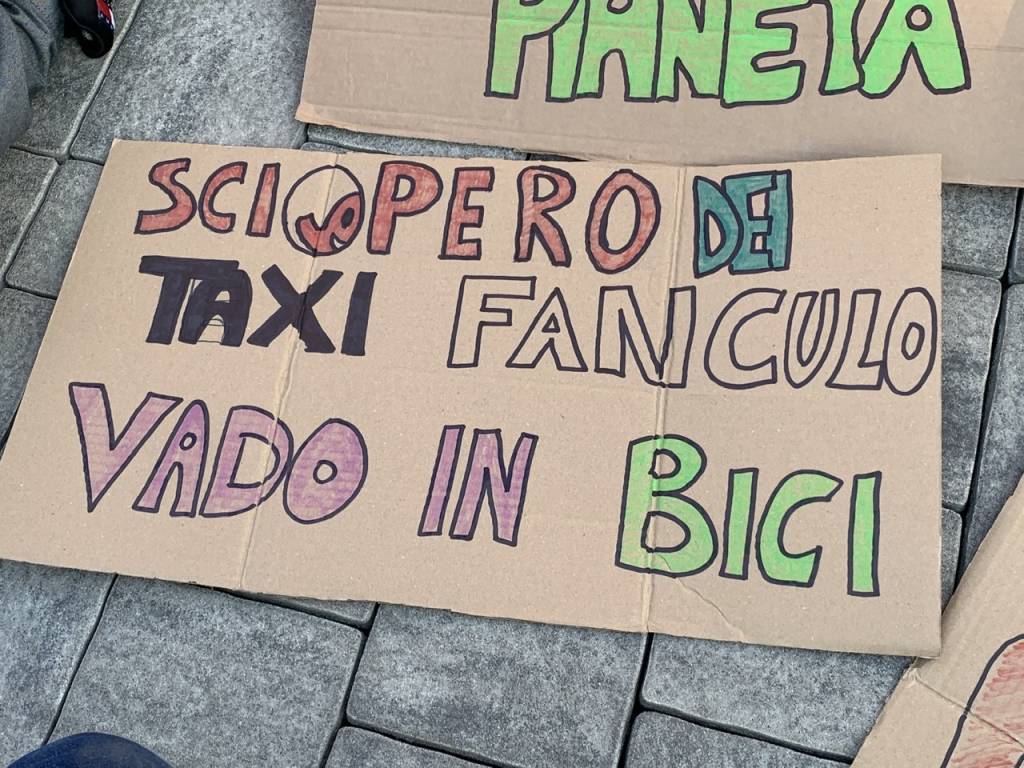 PIANETA
SCIOPERO DEI
TAXI FANCULO
VADO IN BICI